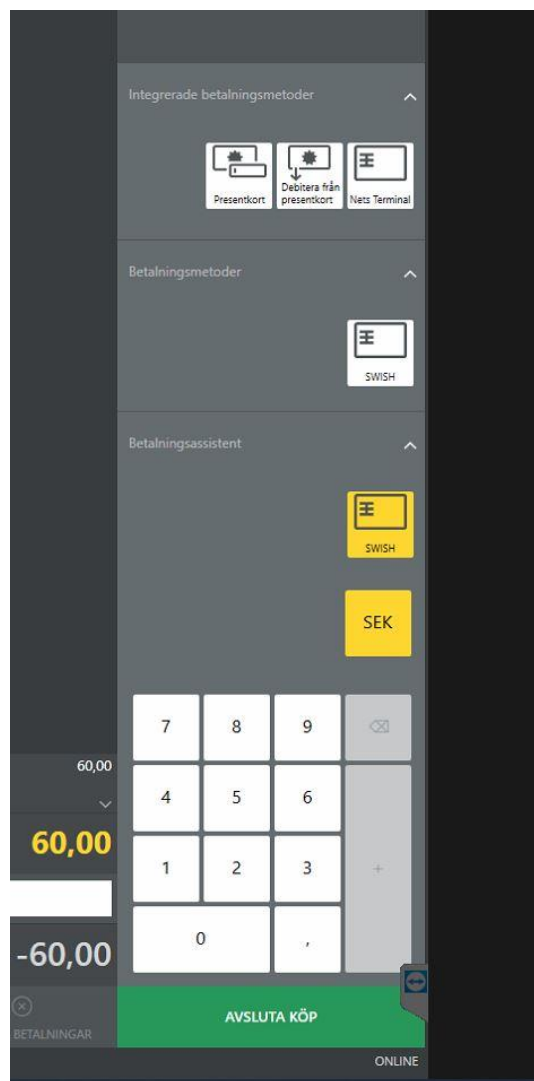 Integrerade betalningsmetoder
Presentkort
Debitera från
presentkort
Nets Terminal
Betalningsmetoder
SWISH
Betalningsassistent
SWISH
SEK
7 8 9
60,00
4 5 6
60,00
1 2 3 +
0 ,
-60,00
BETALNINGAR
AVSLUTA KÖP
ONLINE